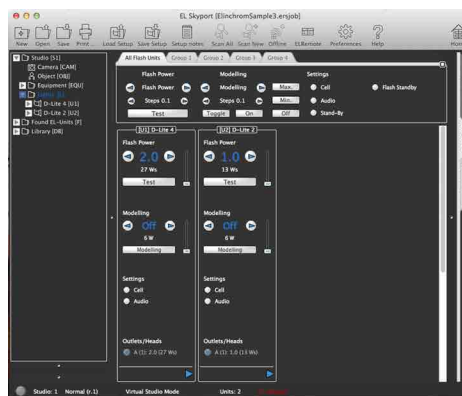 EL Skyport (Elinchrom Sample3.ersjob)
New Open Save Print... Load Setup Save Setup Setup notes Scan All Scan New Offline ELRemote Preferences Help
Studio [Li]
Camera [CAM]
Object [OBJ]
Equipment [EQU]
D-Lite 4 [U1]
D-Lite 2 [U2]
Found EL-Units [F]
Library [DB]
All Flash Units Group 1 Group 2 Group 3 Group 4
Flash Power Modelling Settings
Flash Power Modelling Max. Cell Flash Standby
Steps 0.1 Steps 0.1 Min. Audio
Test Toggle On Off Stand-By
[U1] D-Lite 4 [U2] D-Lite 2
Flash Power Flash Power
2.0 1.0
27 Ws 13 Ws
Test Test
Modelling Modelling
Off Off
6 W 6 W
Modelling Modelling
Settings Settings
Cell Cell
Audio Audio
Outlets/Heads Outlets/Heads
A (1): 2.0 (27 Ws) A (1): 1.0 (13 Ws)
Studio: 1 Normal (r.1) Virtual Studio Mode Units: 2